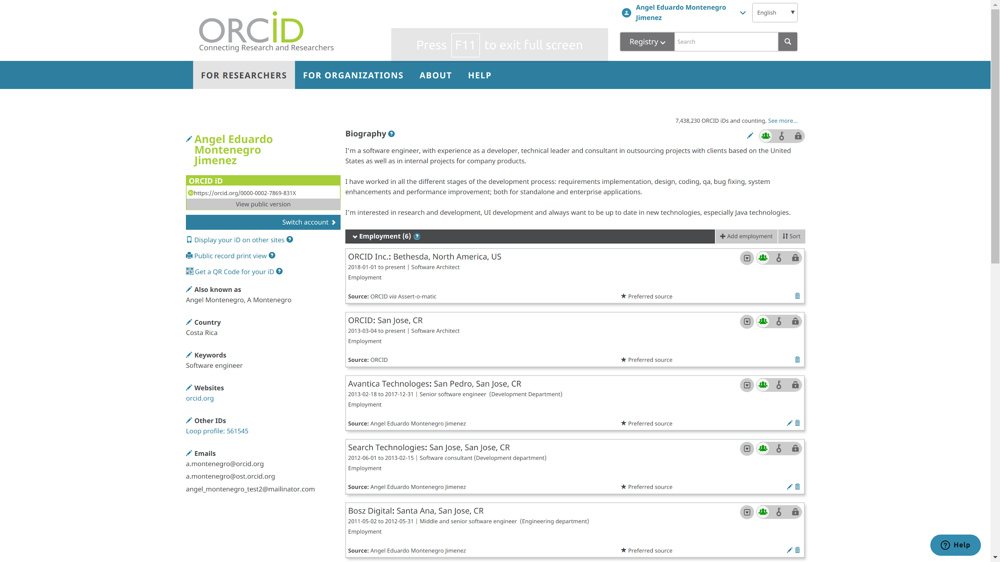 ORCiD
Connecting Research and Researchers
Press F11 to exit full screen
Angel Eduardo Montenegro
Jimenez
English
Registry
Search
FOR RESEARCHERS
FOR ORGANIZATIONS
ABOUT
HELP
7,438,230 ORCID iDs and counting. See more...
Angel Eduardo
Montenegro
Jimenez
ORCID iD
iD https://orcid.org/0000-0002-7869-831X
View public version
Switch account
Display your iD on other sites ?
Public record print view ?
Get a QR Code for your iD ?
Also known as
Angel Montenegro, A Montenegro
Country
Costa Rica
Keywords
Software engineer
Websites
orcid.org
Other IDs
Loop profile: 561545
Emails
a.montenegro@orcid.org
a.montenegro@ost.orcid.org
angel_montenegro_test2@mailinator.com
Biography ?
I’m a software engineer, with experience as a developer, technical leader and consultant in outsourcing projects with clients based on the United
States as well as in internal projects for company products.
I have worked in all the different stages of the development process: requirements implementation, design, coding, qa, bug fixing, system
enhancements and performance improvement; both for standalone and enterprise applications.
I’m interested in research and development, UI development and always want to be up to date in new technologies, especially Java technologies.
Employment (6) ?
Add employment
Sort
ORCID Inc.: Bethesda, North America, US
2018-01-01 to present | Software Architect
Employment
Source: ORCID via Assert-o-matic
★ Preferred source
ORCID: San Jose, CR
2013-03-04 to present | Software Architect
Employment
Source: ORCID
★ Preferred source
Avantica Technologes: San Pedro, San Jose, CR
2013-02-18 to 2017-12-31 | Senior software engineer (Development Department)
Employment
Source: Angel Eduardo Montenegro Jimenez
★ Preferred source
Search Technologies: San Jose, San Jose, CR
2012-06-01 to 2013-02-15 | Software consultant (Development department)
Employment
Source: Angel Eduardo Montenegro Jimenez
★ Preferred source
Bosz Digital: Santa Ana, San Jose, CR
2011-05-02 to 2012-05-31 | Middle and senior software engineer (Engineering department)
Employment
Source: Angel Eduardo Montenegro Jimenez
★ Preferred source
? Help